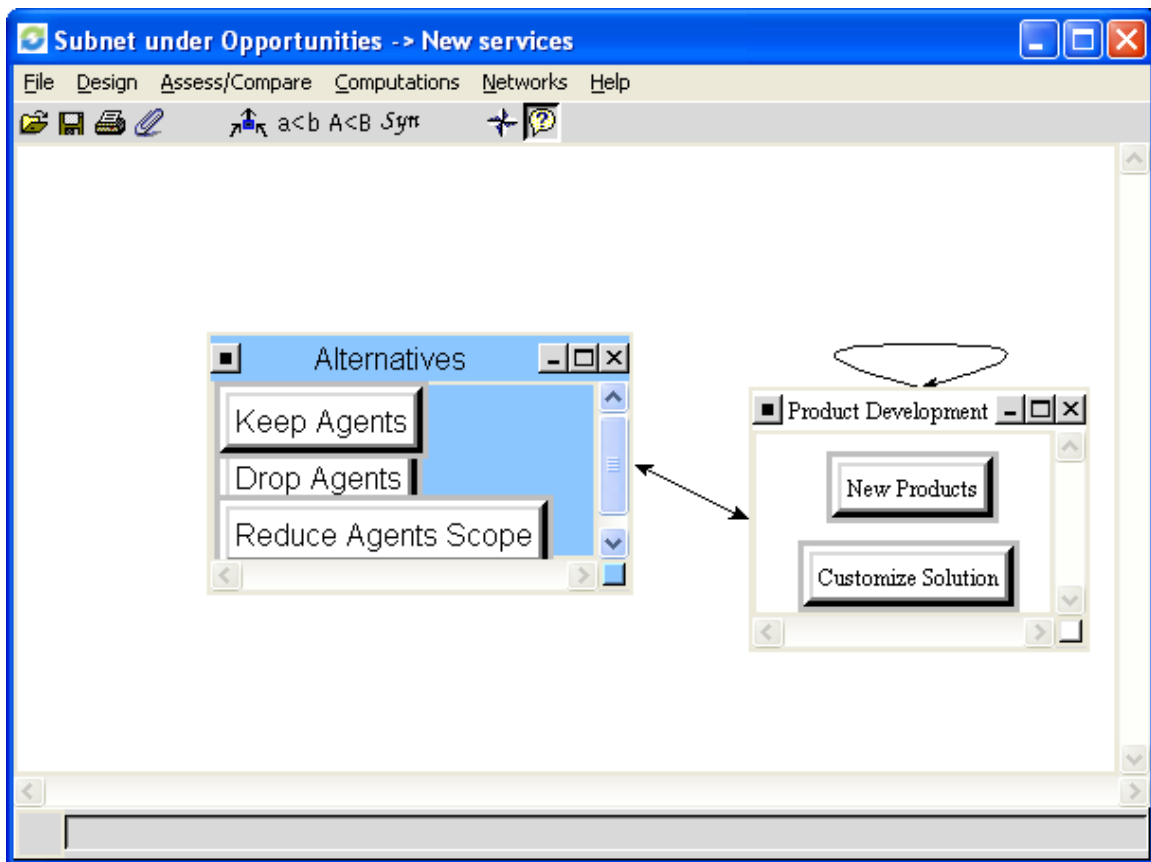 Subnet under Opportunities -> New services
File Design Assess/Compare Computations Networks Help
a<b A<B Syn
Alternatives
Keep Agents
Drop Agents
Reduce Agents Scope
Product Development
New Products
Customize Solution